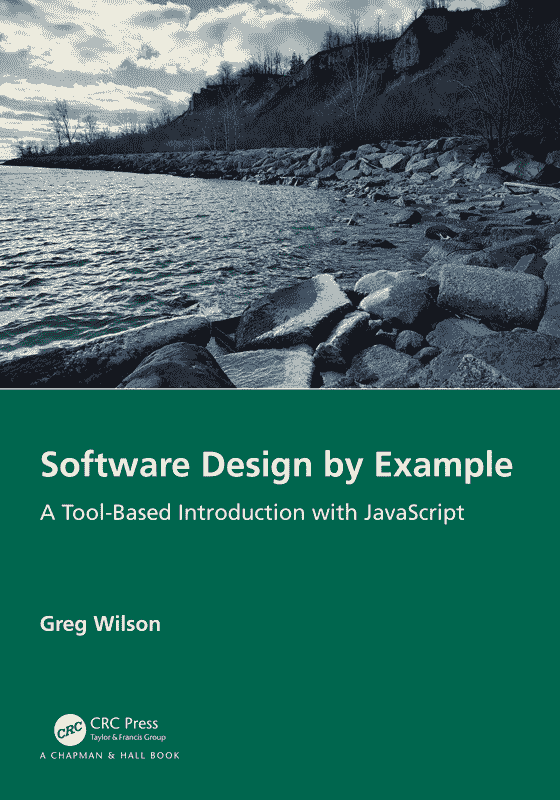 Software Design by Example
A Tool-Based Introduction with JavaScript
Greg Wilson
CRC
CRC Press
Taylor & Francis Group
A CHAPMAN & HALL BOOK